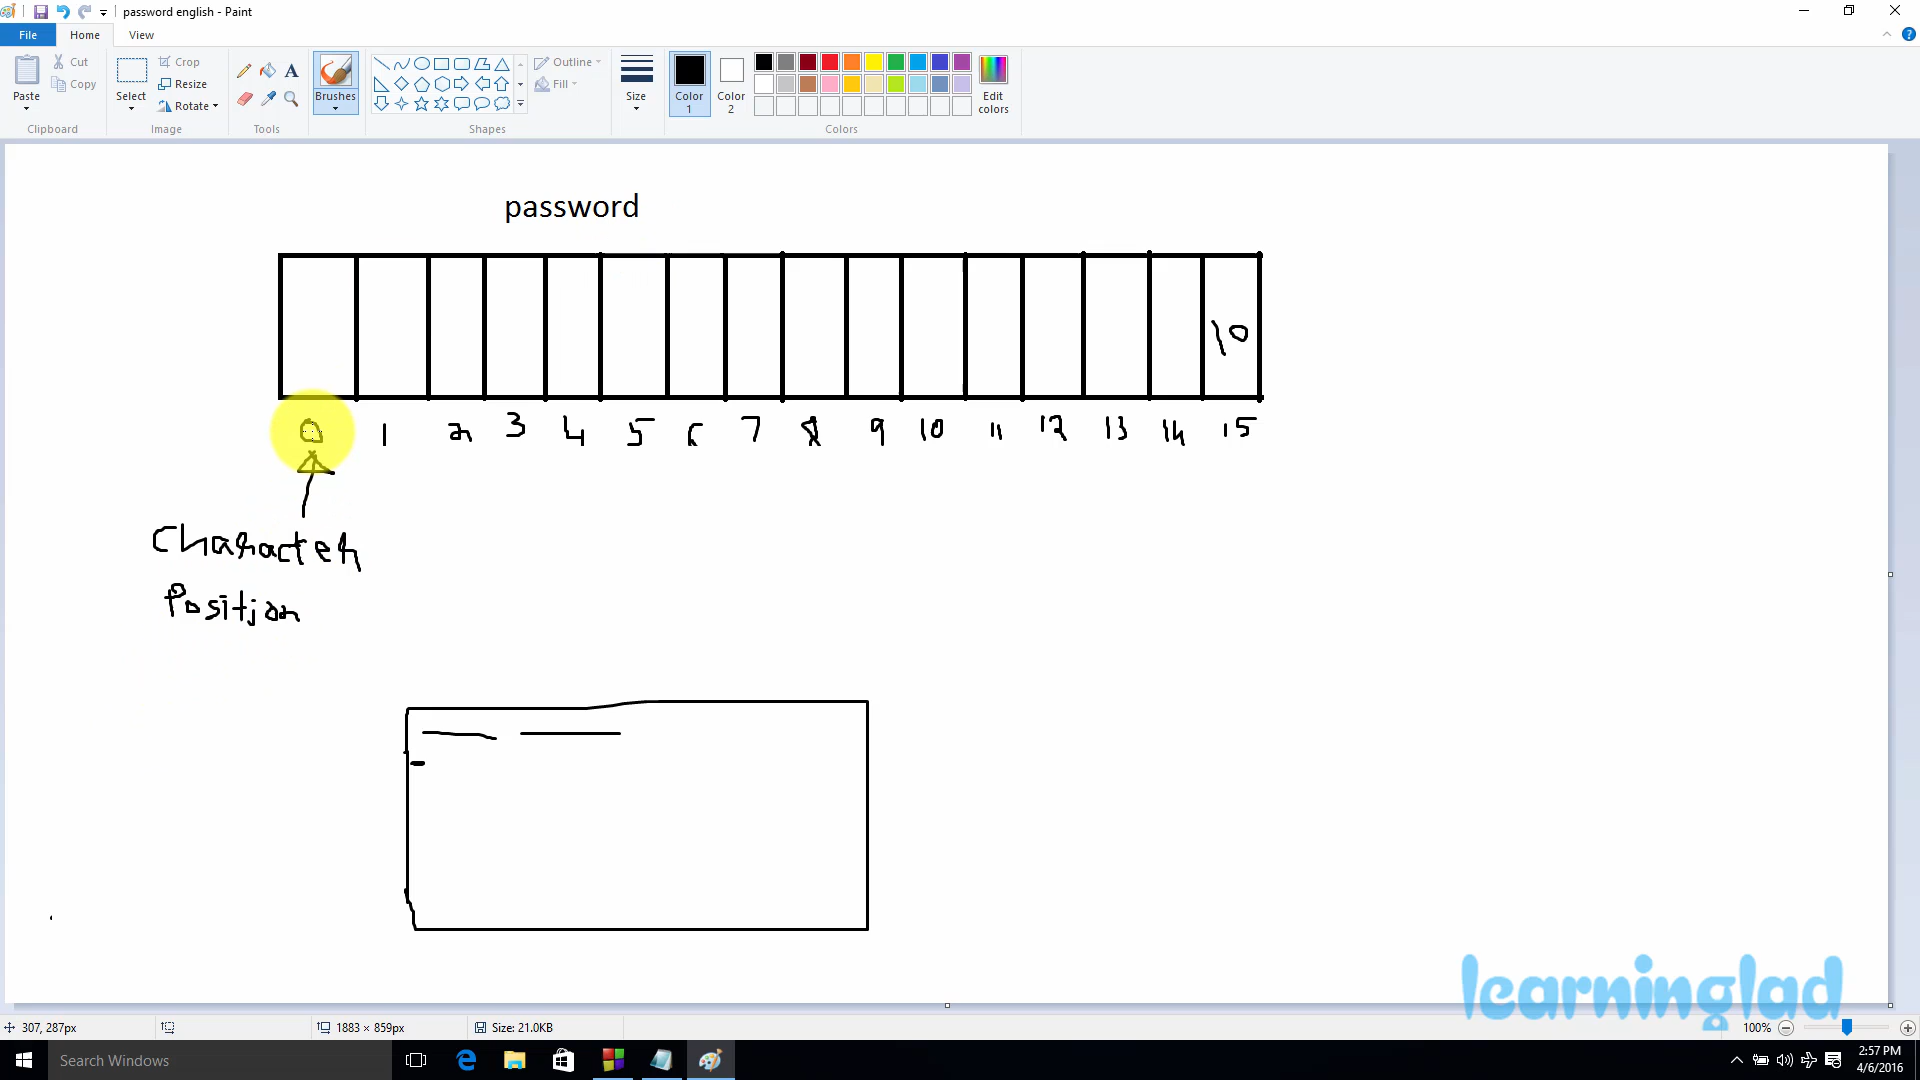 password english - Paint
File Home View
Cut
Copy
Paste
Clipboard
Select
Crop
Resize
Rotate
Image
Tools
Brushes
Outline
Fill
Shapes
Size
Color 1
Color 2
Edit colors
Colors
password
10
0 1 2 3 4 5 6 7 8 9 10 11 12 13 14 15
Character
Position
learninglad
307, 287px 1883 × 859px Size: 21.0KB 100%
Search Windows
2:57 PM
4/6/2016